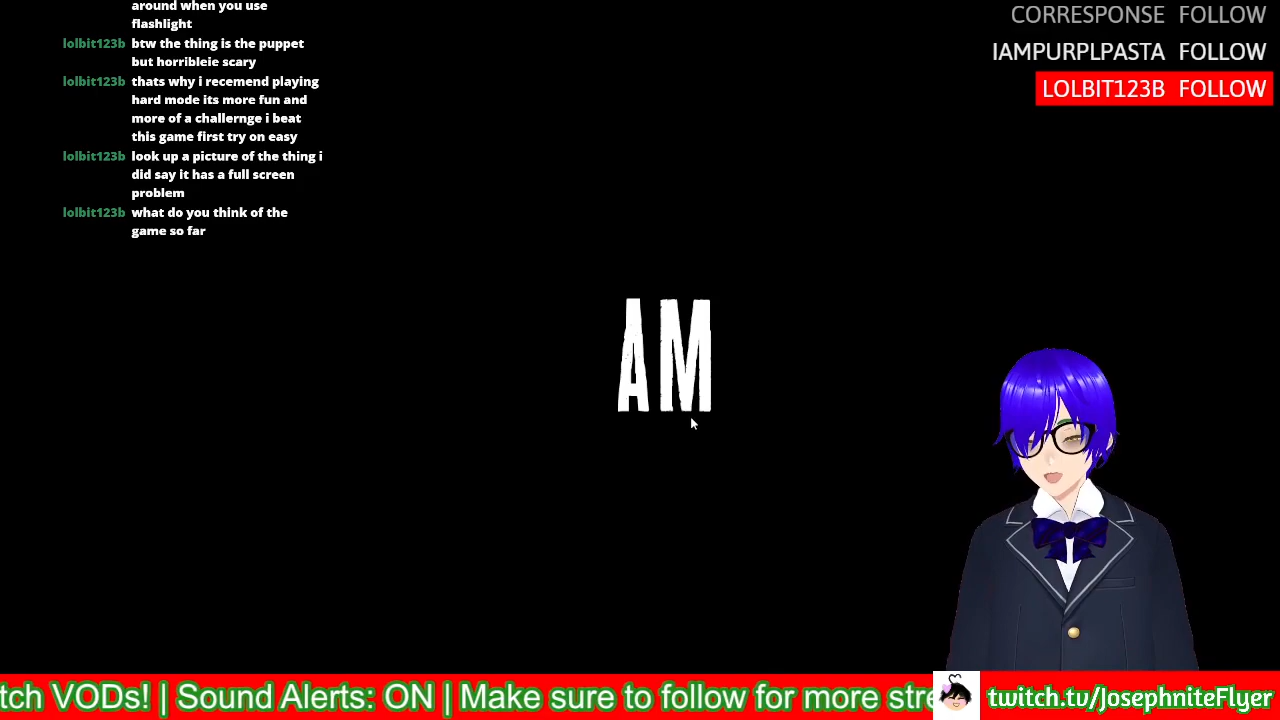 around when you use
flashlight
lolbit123b btw the thing is the puppet
but horribleie scary
lolbit123b thats why i recemend playing
hard mode its more fun and
more of a challernge i beat
this game first try on easy
lolbit123b look up a picture of the thing i
did say it has a full screen
problem
lolbit123b what do you think of the
game so far
CORRESPONSE FOLLOW
IAMPURPLPASTA FOLLOW
LOLBIT123B FOLLOW
AM
tch VODs! | Sound Alerts: ON | Make sure to follow for more stre
twitch.tv/JosephniteFlyer